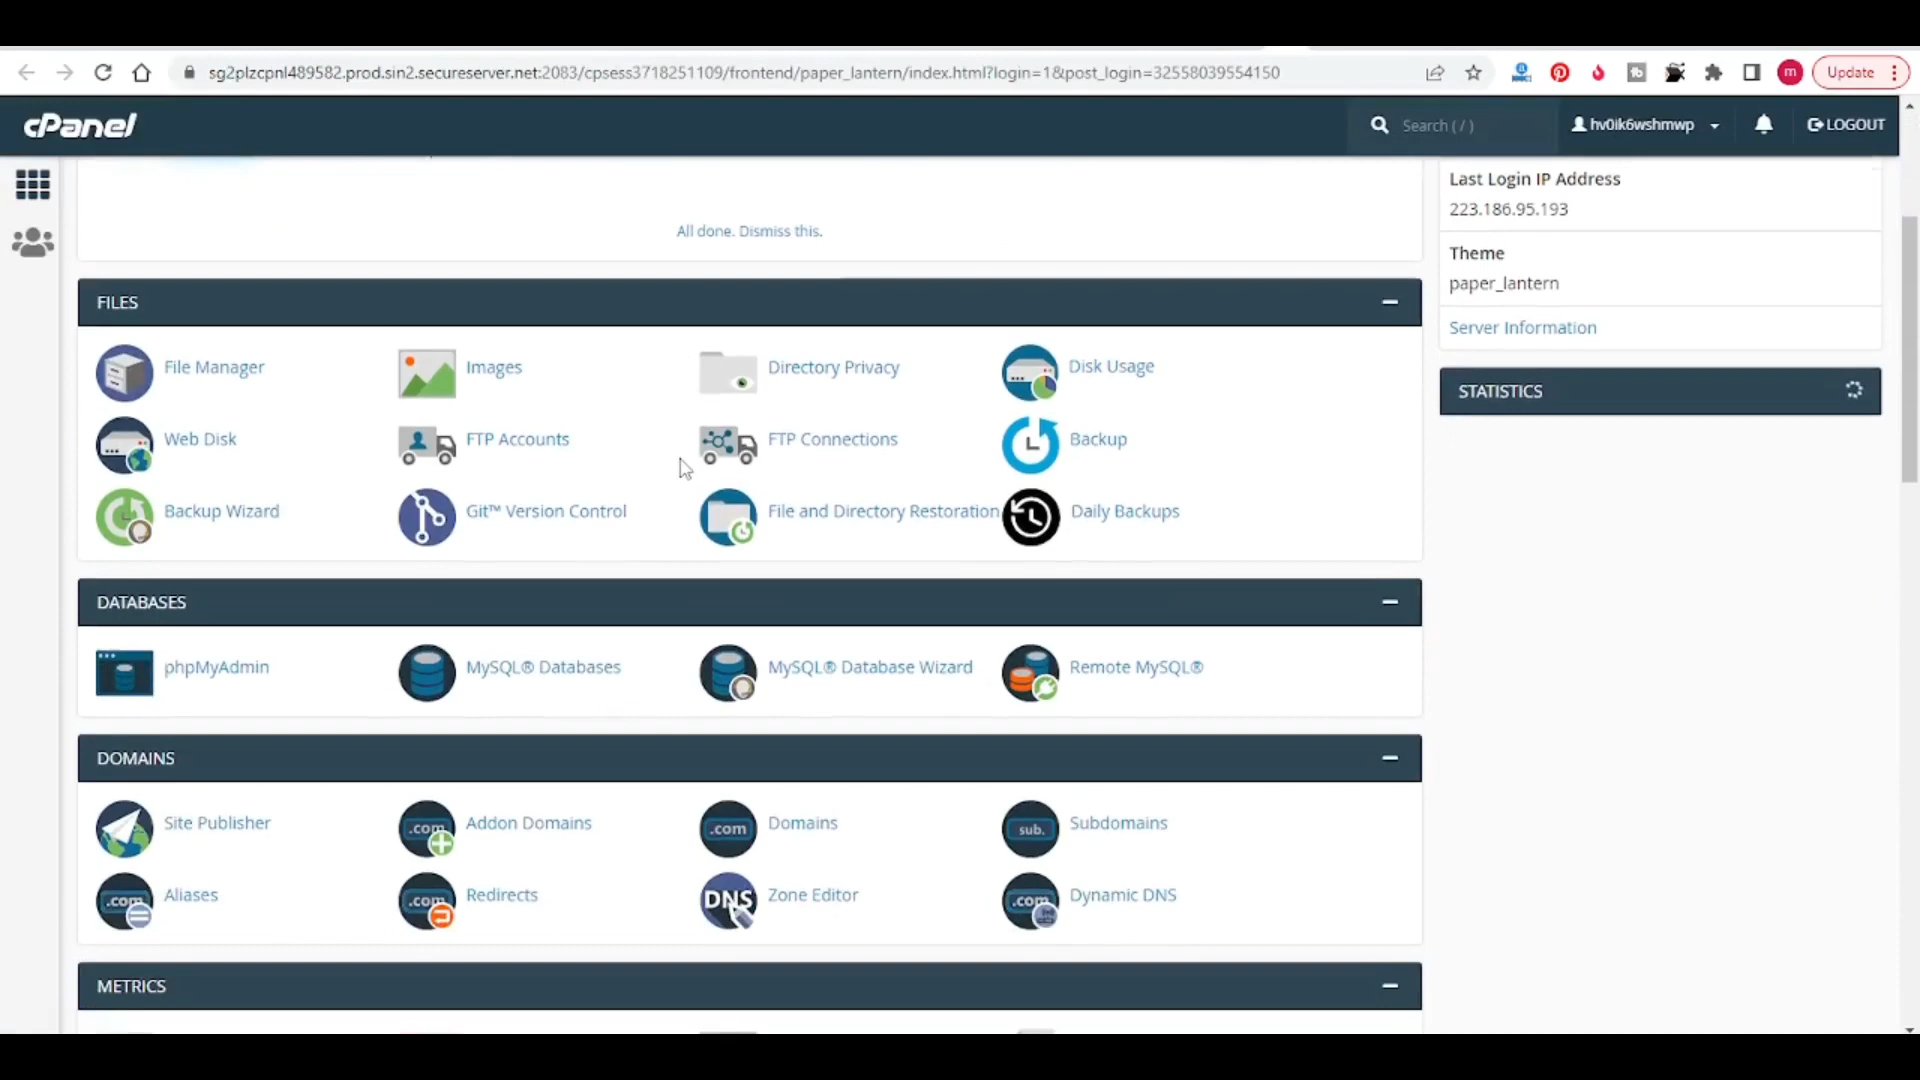 sg2plzcpnl489582.prod.sin2.secureserver.net:2083/cpsess3718251109/frontend/paper_lantern/index.html?login=1&post_login=32558039554150
m
Update
cPanel
Search ( / )
hv0ik6wshmwp
LOGOUT
Last Login IP Address
223.186.95.193
All done. Dismiss this.
Theme
paper_lantern
Server Information
FILES
File Manager
Images
Directory Privacy
Disk Usage
STATISTICS
Web Disk
FTP Accounts
FTP Connections
Backup
Backup Wizard
Git™ Version Control
File and Directory Restoration
Daily Backups
DATABASES
phpMyAdmin
MySQL® Databases
MySQL® Database Wizard
Remote MySQL®
DOMAINS
Site Publisher
.com
Addon Domains
.com
Domains
sub.
Subdomains
.com
Aliases
.com
Redirects
DNS
Zone Editor
.com
Dynamic DNS
METRICS